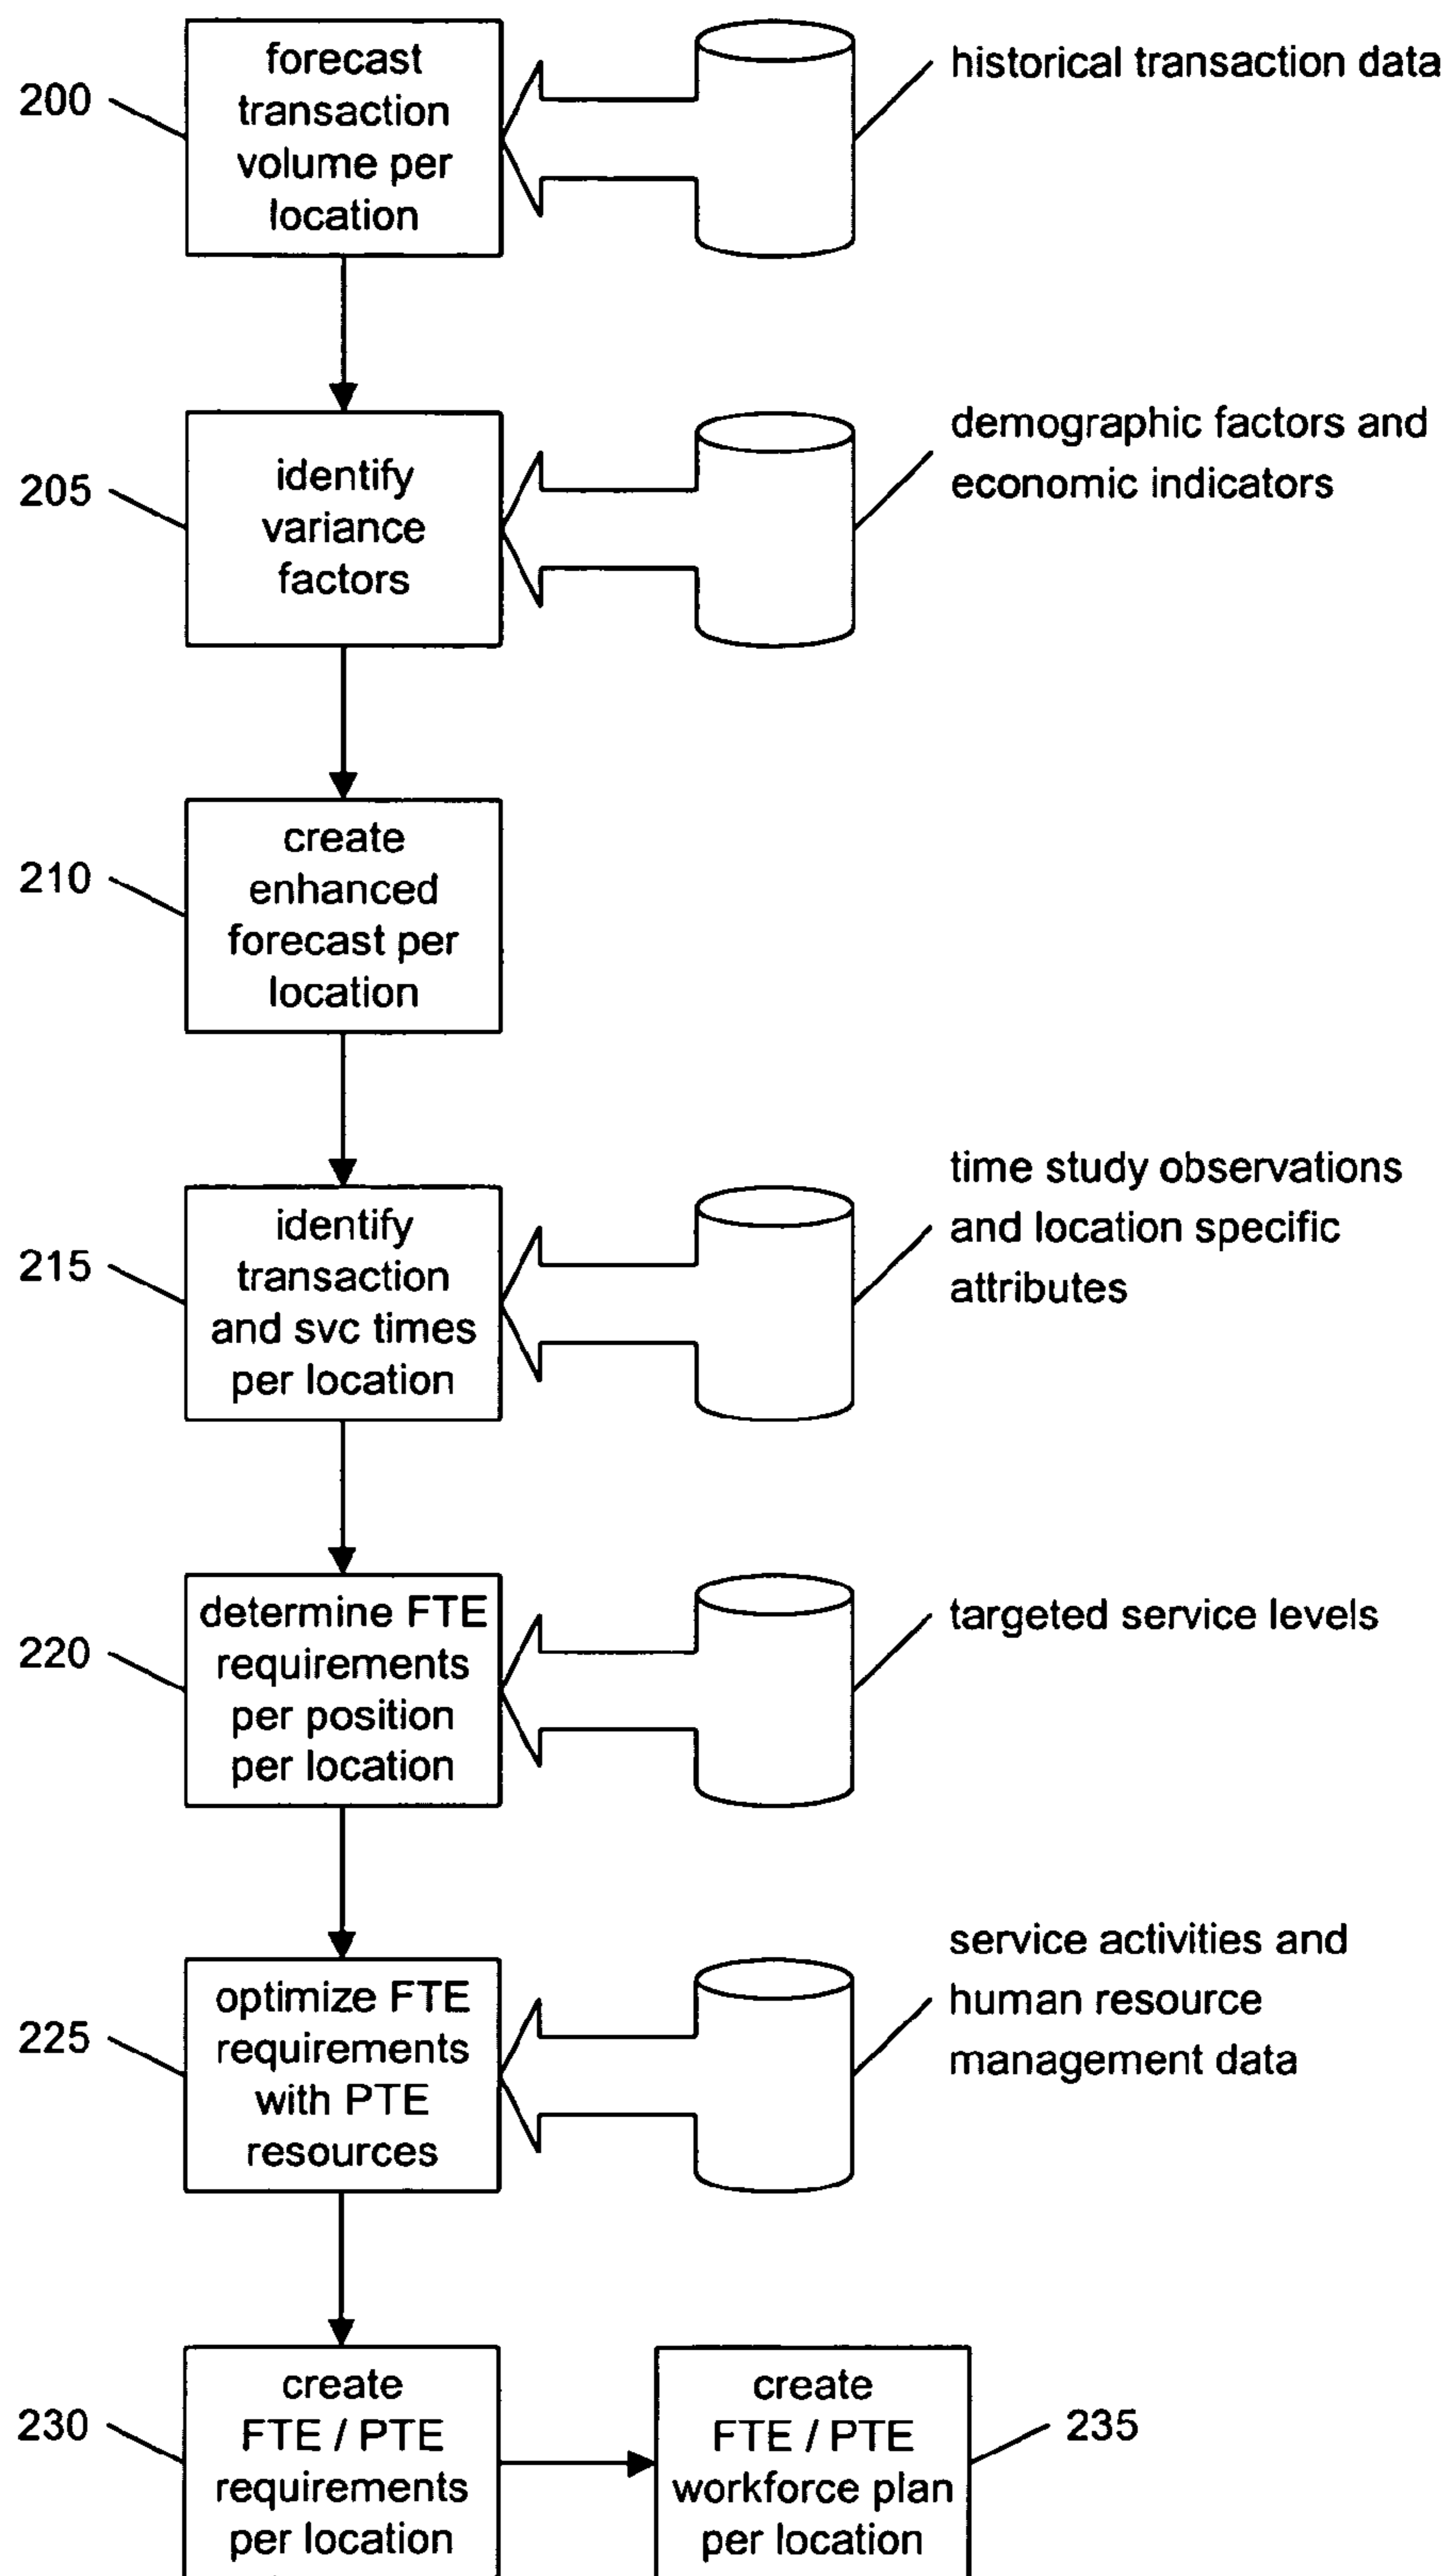 200
forecast
transaction
volume per
location
historical transaction data
205
identify
variance
factors
demographic factors and
economic indicators
210
create
enhanced
forecast per
location
215
identify
transaction
and svc times
per location
time study observations
and location specific
attributes
220
determine FTE
requirements
per position
per location
targeted service levels
225
optimize FTE
requirements
with PTE
resources
service activities and
human resource
management data
230
create
FTE / PTE
requirements
per location
create
FTE / PTE
workforce plan
per location
235